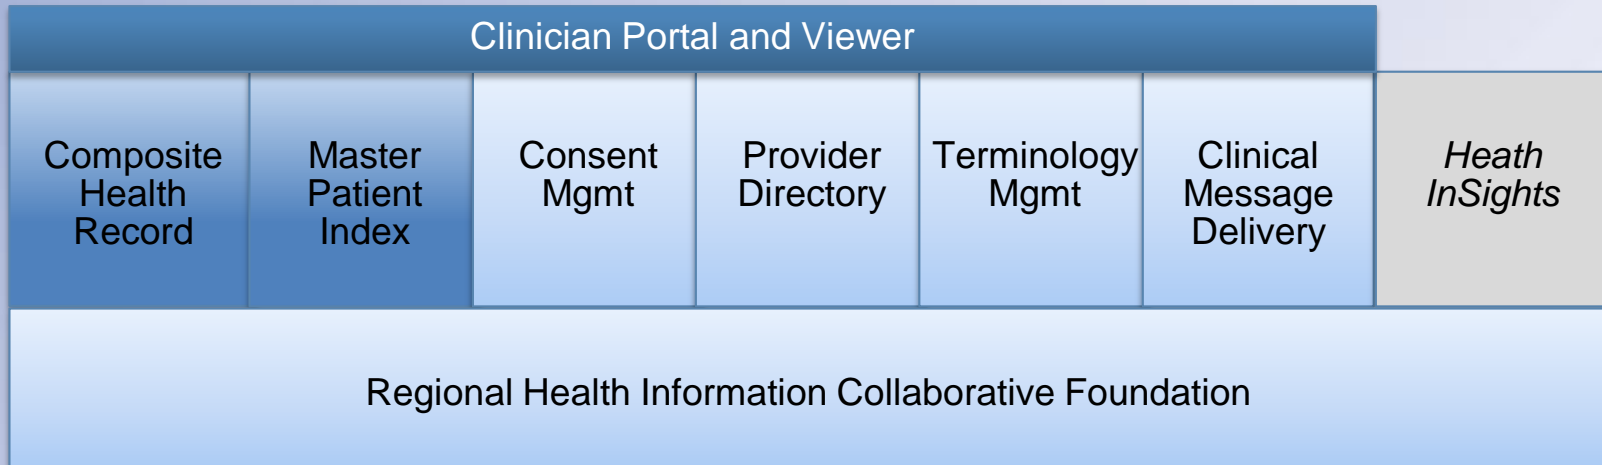 Clinician Portal and Viewer
Composite
Health
Record
Master
Patient
Index
Consent
Mgmt
Provider
Directory
Terminology
Mgmt
Clinical
Message
Delivery
Heath
InSights
Regional Health Information Collaborative Foundation